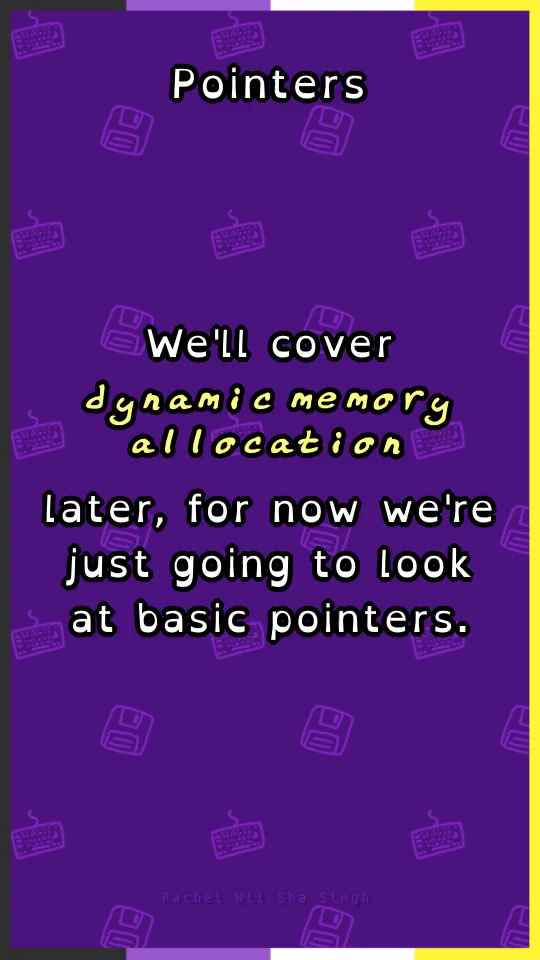 Pointers
We'll cover
dynamic memory
allocation
later, for now we're
just going to look
at basic pointers.
Rachel Wil Sha Singh